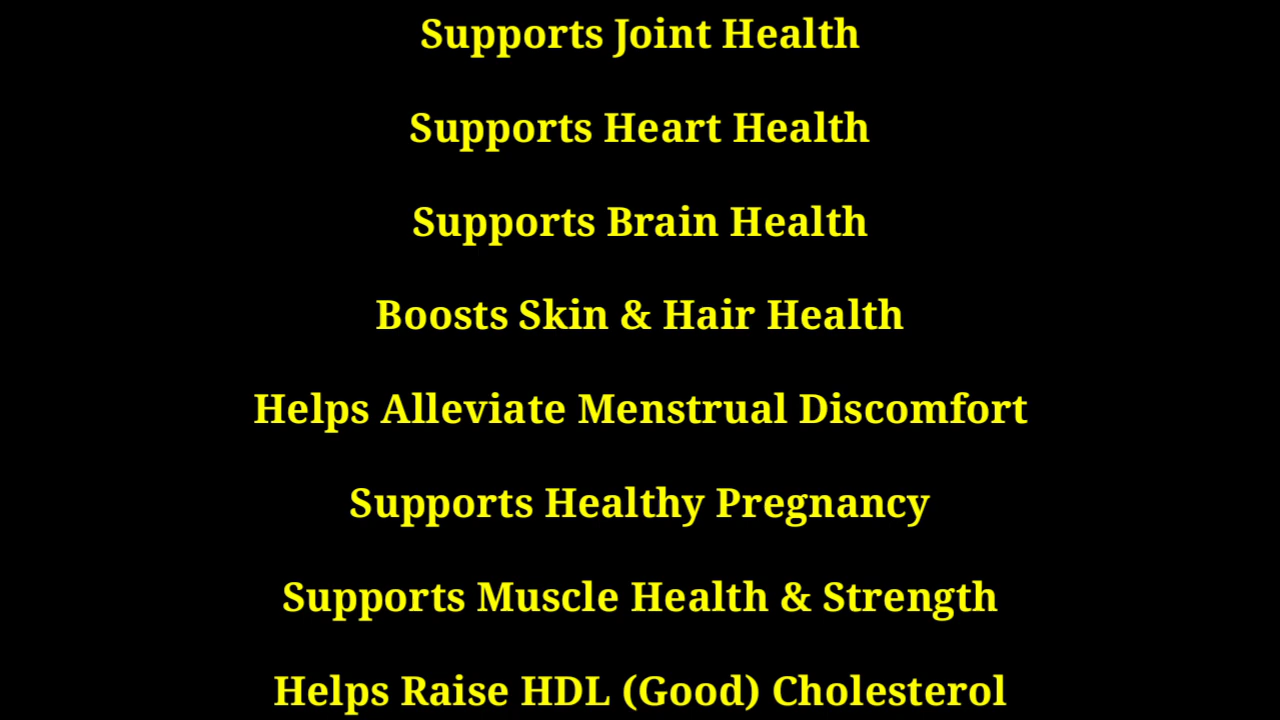 Supports Joint Health
Supports Heart Health
Supports Brain Health
Boosts Skin & Hair Health
Helps Alleviate Menstrual Discomfort
Supports Healthy Pregnancy
Supports Muscle Health & Strength
Helps Raise HDL (Good) Cholesterol